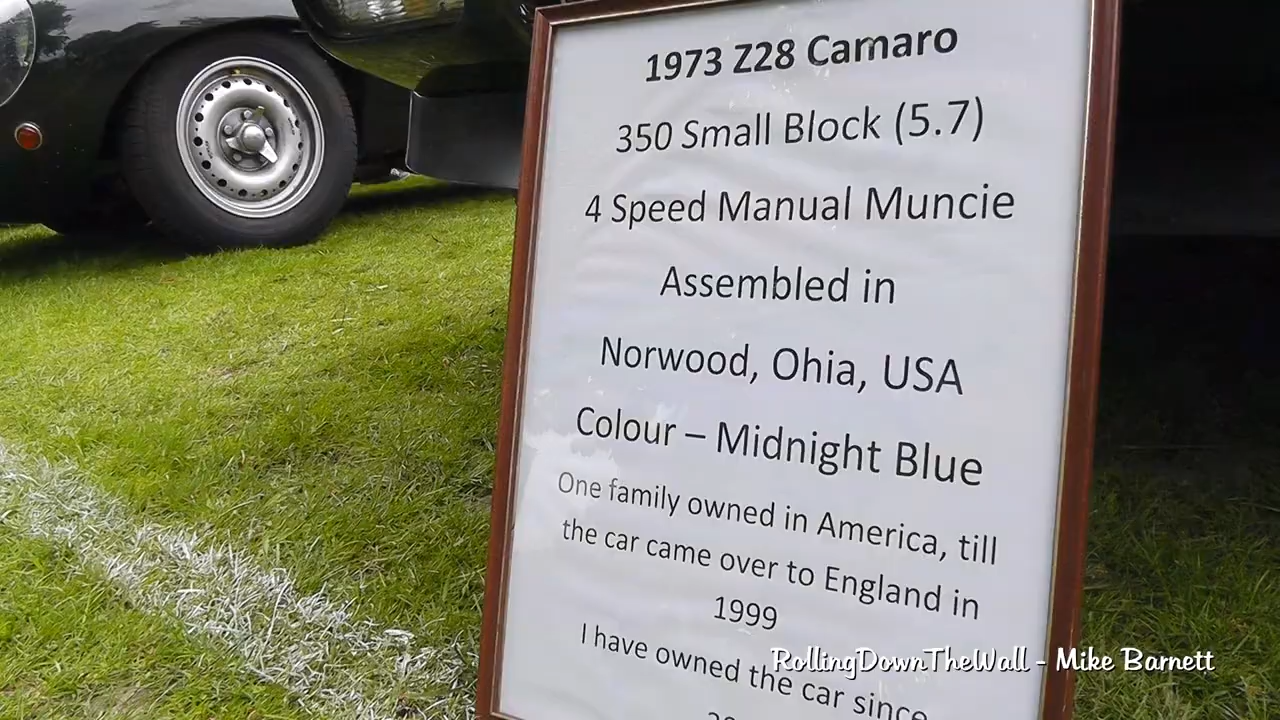 1973 Z28 Camaro
350 Small Block (5.7)
4 Speed Manual Muncie
Assembled in
Norwood, Ohia, USA
Colour – Midnight Blue
One family owned in America, till
the car came over to England in
1999
I have owned the car since
RollingDownTheWall - Mike Barnett